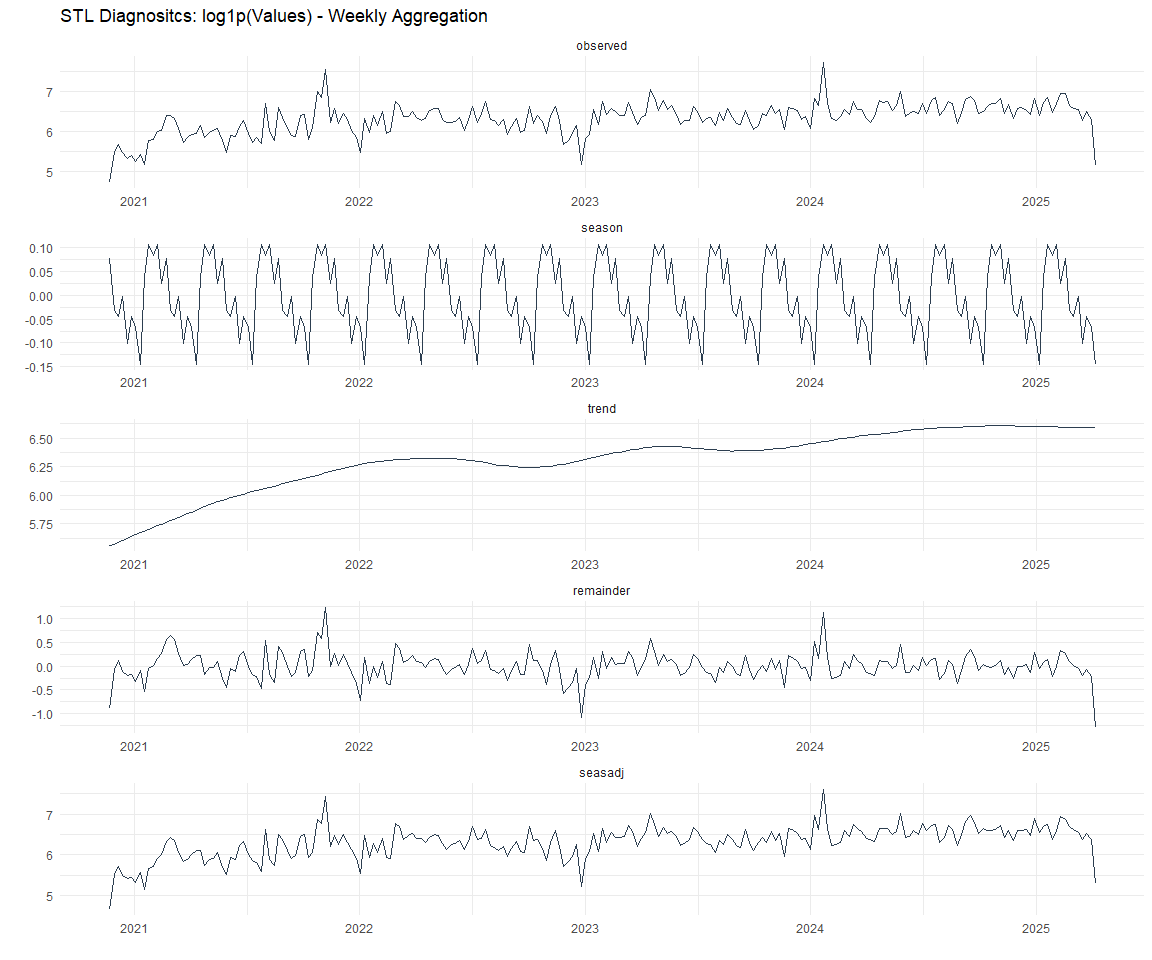 STL Diagnositcs: log1p(Values) - Weekly Aggregation
observed
7
6
5
2021 2022 2023 2024 2025
season
0.10
0.05
0.00
-0.05
-0.10
-0.15
2021 2022 2023 2024 2025
trend
6.50
6.25
6.00
5.75
2021 2022 2023 2024 2025
remainder
1.0
0.5
0.0
-0.5
-1.0
2021 2022 2023 2024 2025
seasadj
7
6
5
2021 2022 2023 2024 2025